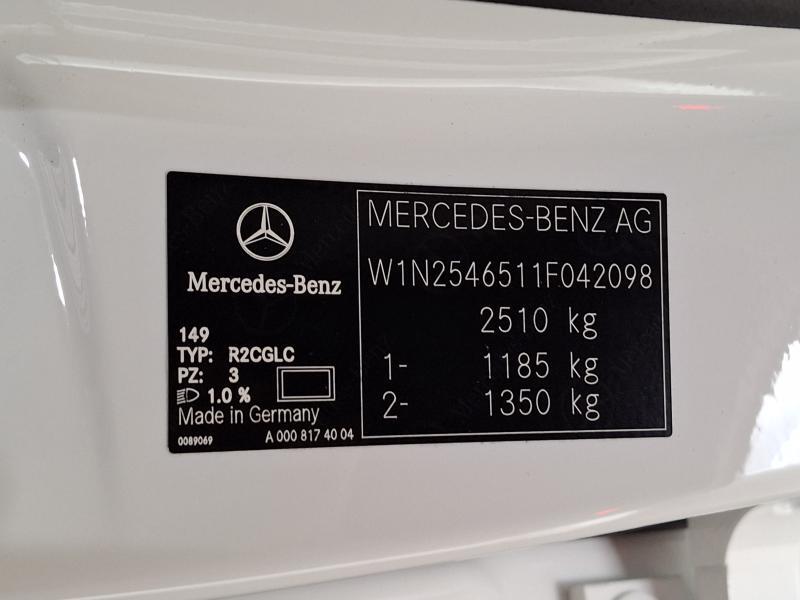 Mercedes-Benz
149
TYP: R2CGLC
PZ: 3
1.0 %
Made in Germany
0089069 A 000 817 40 04
MERCEDES-BENZ AG
W1N2546511F042098
2510 kg
1- 1185 kg
2- 1350 kg